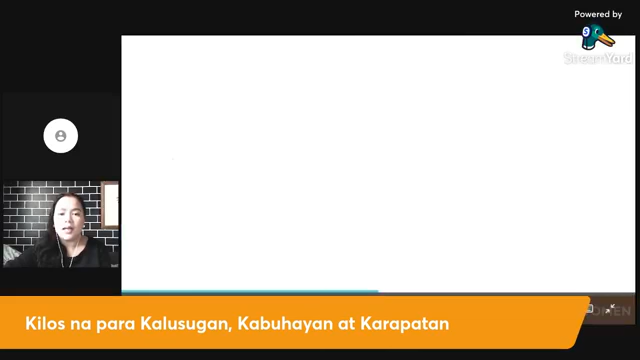 Powered by
StreamYard
Kilos na para Kalusugan, Kabuhayan at Karapatan